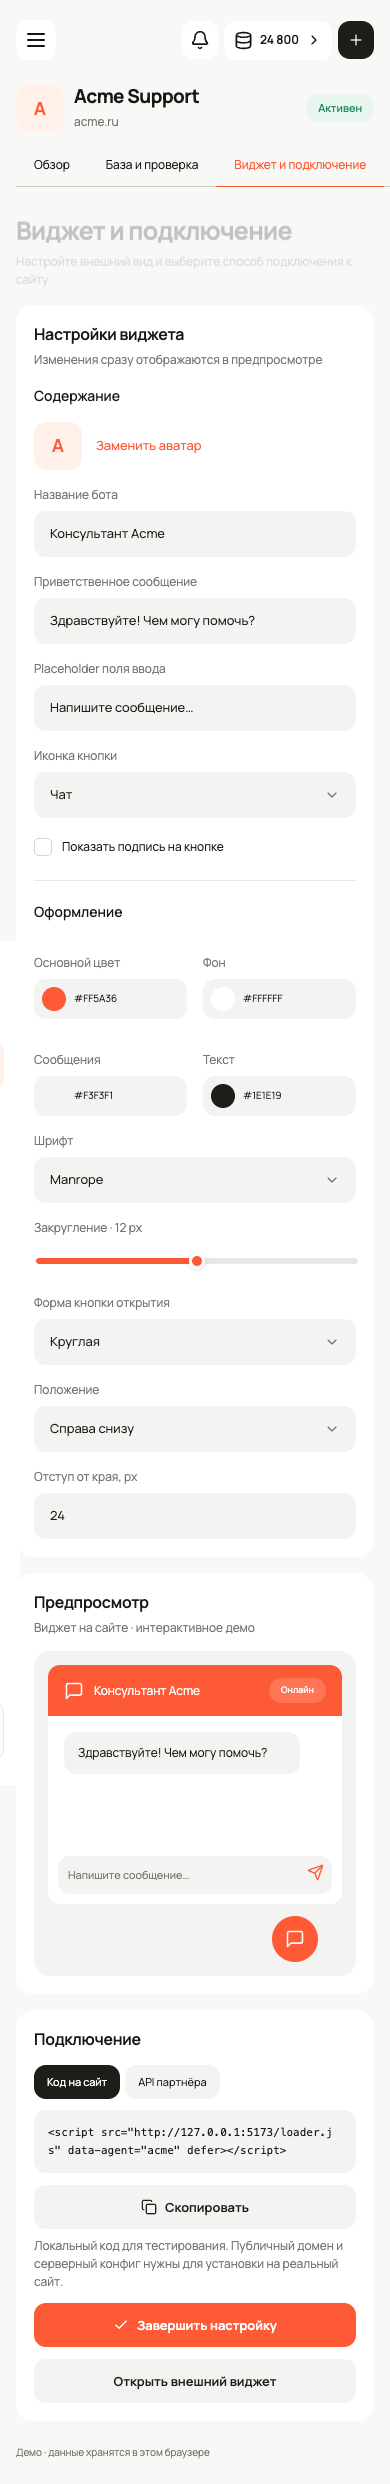 24 800
A
Acme Support
acme.ru
Активен
Обзор
База и проверка
Виджет и подключение
Виджет и подключение
Настройте внешний вид и выберите способ подключения к
сайту
Настройки виджета
Изменения сразу отображаются в предпросмотре
Содержание
A
Заменить аватар
Название бота
Консультант Acme
Приветственное сообщение
Здравствуйте! Чем могу помочь?
Placeholder поля ввода
Напишите сообщение...
Иконка кнопки
Чат
Показать подпись на кнопке
Оформление
Основной цвет
Фон
#FF5A36
#FFFFFF
Сообщения
Текст
#F3F3F1
#1E1E19
Шрифт
Manrope
Закругление · 12 px
Форма кнопки открытия
Круглая
Положение
Справа снизу
Отступ от края, px
24
Предпросмотр
Виджет на сайте · интерактивное демо
Консультант Acme
Онлайн
Здравствуйте! Чем могу помочь?
Напишите сообщение...
Подключение
Код на сайт
API партнёра
<script src="http://127.0.0.1:5173/loader.j
s" data-agent="acme" defer></script>
Скопировать
Локальный код для тестирования. Публичный домен и
серверный конфиг нужны для установки на реальный
сайт.
Завершить настройку
Открыть внешний виджет
Демо · данные хранятся в этом браузере